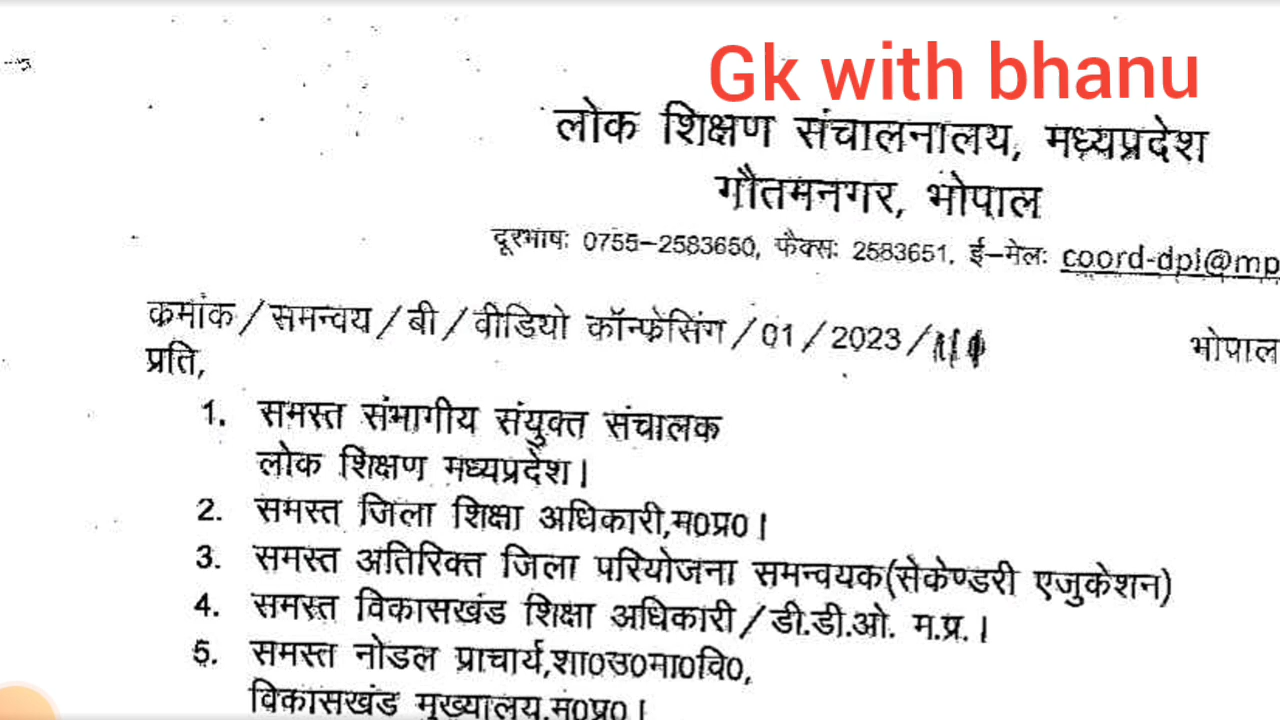 Gk with bhanu
लोक शिक्षण संचालनालय, मध्यप्रदेश
गौतमनगर, भोपाल
दूरभाषः 0755-2583650, फैक्सः 2583651, ई-मेलः coord-dpi@mp
क्रमांक/समन्वय/बी/वीडियो कॉन्फ्रेसिंग/01/2023/ भोपाल
प्रति,
1. समस्त संभागीय संयुक्त संचालक
लोक शिक्षण मध्यप्रदेश।
2. समस्त जिला शिक्षा अधिकारी,म0प्र0।
3. समस्त अतिरिक्त जिला परियोजना समन्वयक(सेकेण्डरी एजुकेशन)
4. समस्त विकासखंड शिक्षा अधिकारी/डी.डी.ओ. म.प्र.।
5. समस्त नोडल प्राचार्य,शा0उ0मा0वि0,
विकासखंड मुख्यालय,म0प्र0।